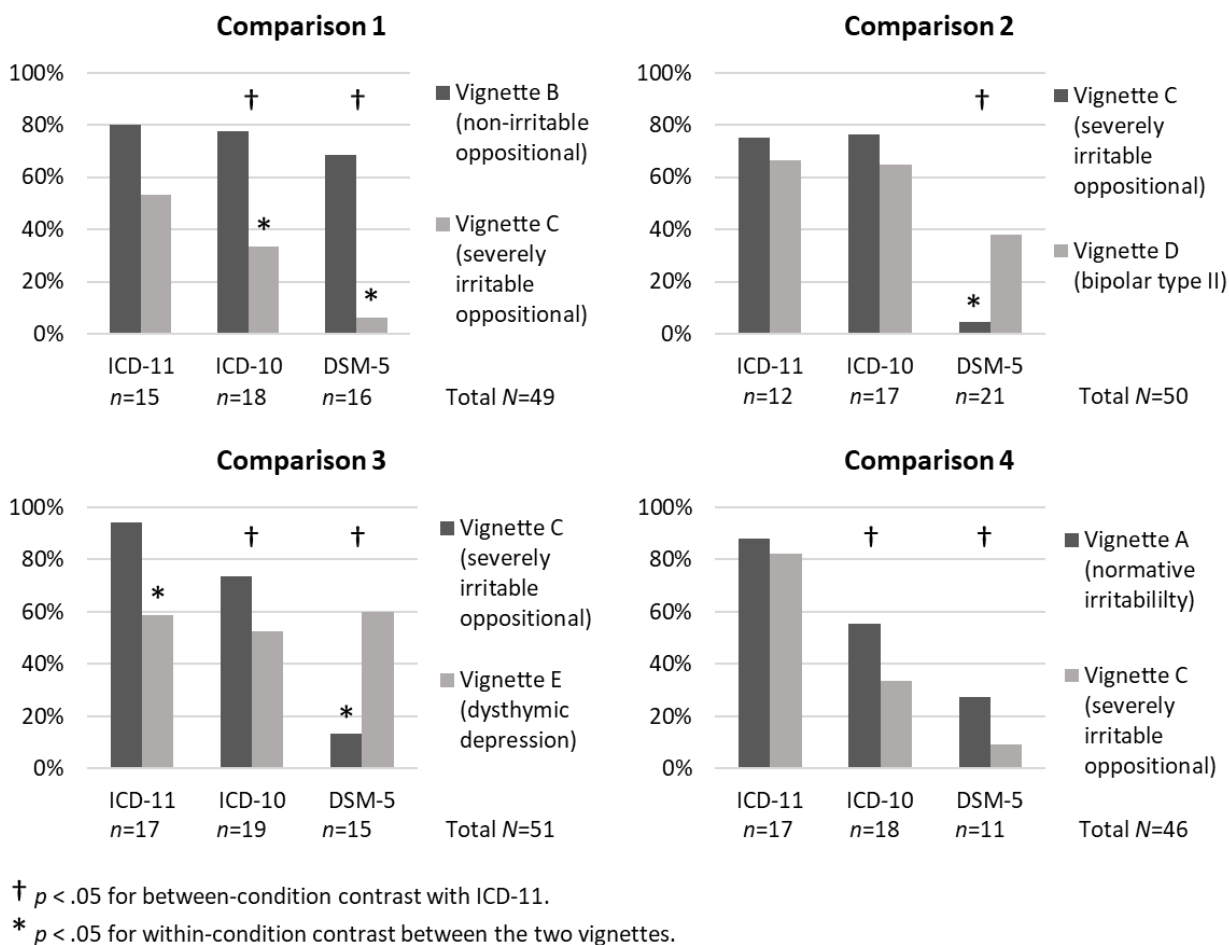 Comparison 1
100%
80%
60%
40%
20%
0%
†
†
*
*
ICD-11
ICD-10
DSM-5
n=15
n=18
n=16
Total N=49
Vignette B
(non-irritable
oppositional)
Vignette C
(severely
irritable
oppositional)
Comparison 2
100%
80%
60%
40%
20%
0%
†
*
ICD-11
ICD-10
DSM-5
n=12
n=17
n=21
Total N=50
Vignette C
(severely
irritable
oppositional)
Vignette D
(bipolar type II)
Comparison 3
100%
80%
60%
40%
20%
0%
†
†
*
*
ICD-11
ICD-10
DSM-5
n=17
n=19
n=15
Total N=51
Vignette C
(severely
irritable
oppositional)
Vignette E
(dysthymic
depression)
Comparison 4
100%
80%
60%
40%
20%
0%
†
†
ICD-11
ICD-10
DSM-5
n=17
n=18
n=11
Total N=46
Vignette A
(normative
irritabililty)
Vignette C
(severely
irritable
oppositional)
† p < .05 for between-condition contrast with ICD-11.
* p < .05 for within-condition contrast between the two vignettes.